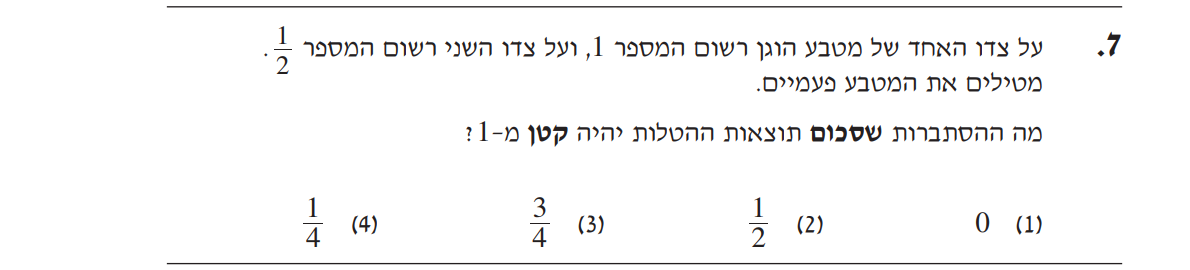 7. על צדו האחד של מטבע הוגן רשום המספר 1, ועל צדו השני רשום המספר 1/2.
מטילים את המטבע פעמיים.
מה ההסתברות שסכום תוצאות ההטלות יהיה קטן מ-1?
(1) 0 (2) 1/2 (3) 3/4 (4) 1/4